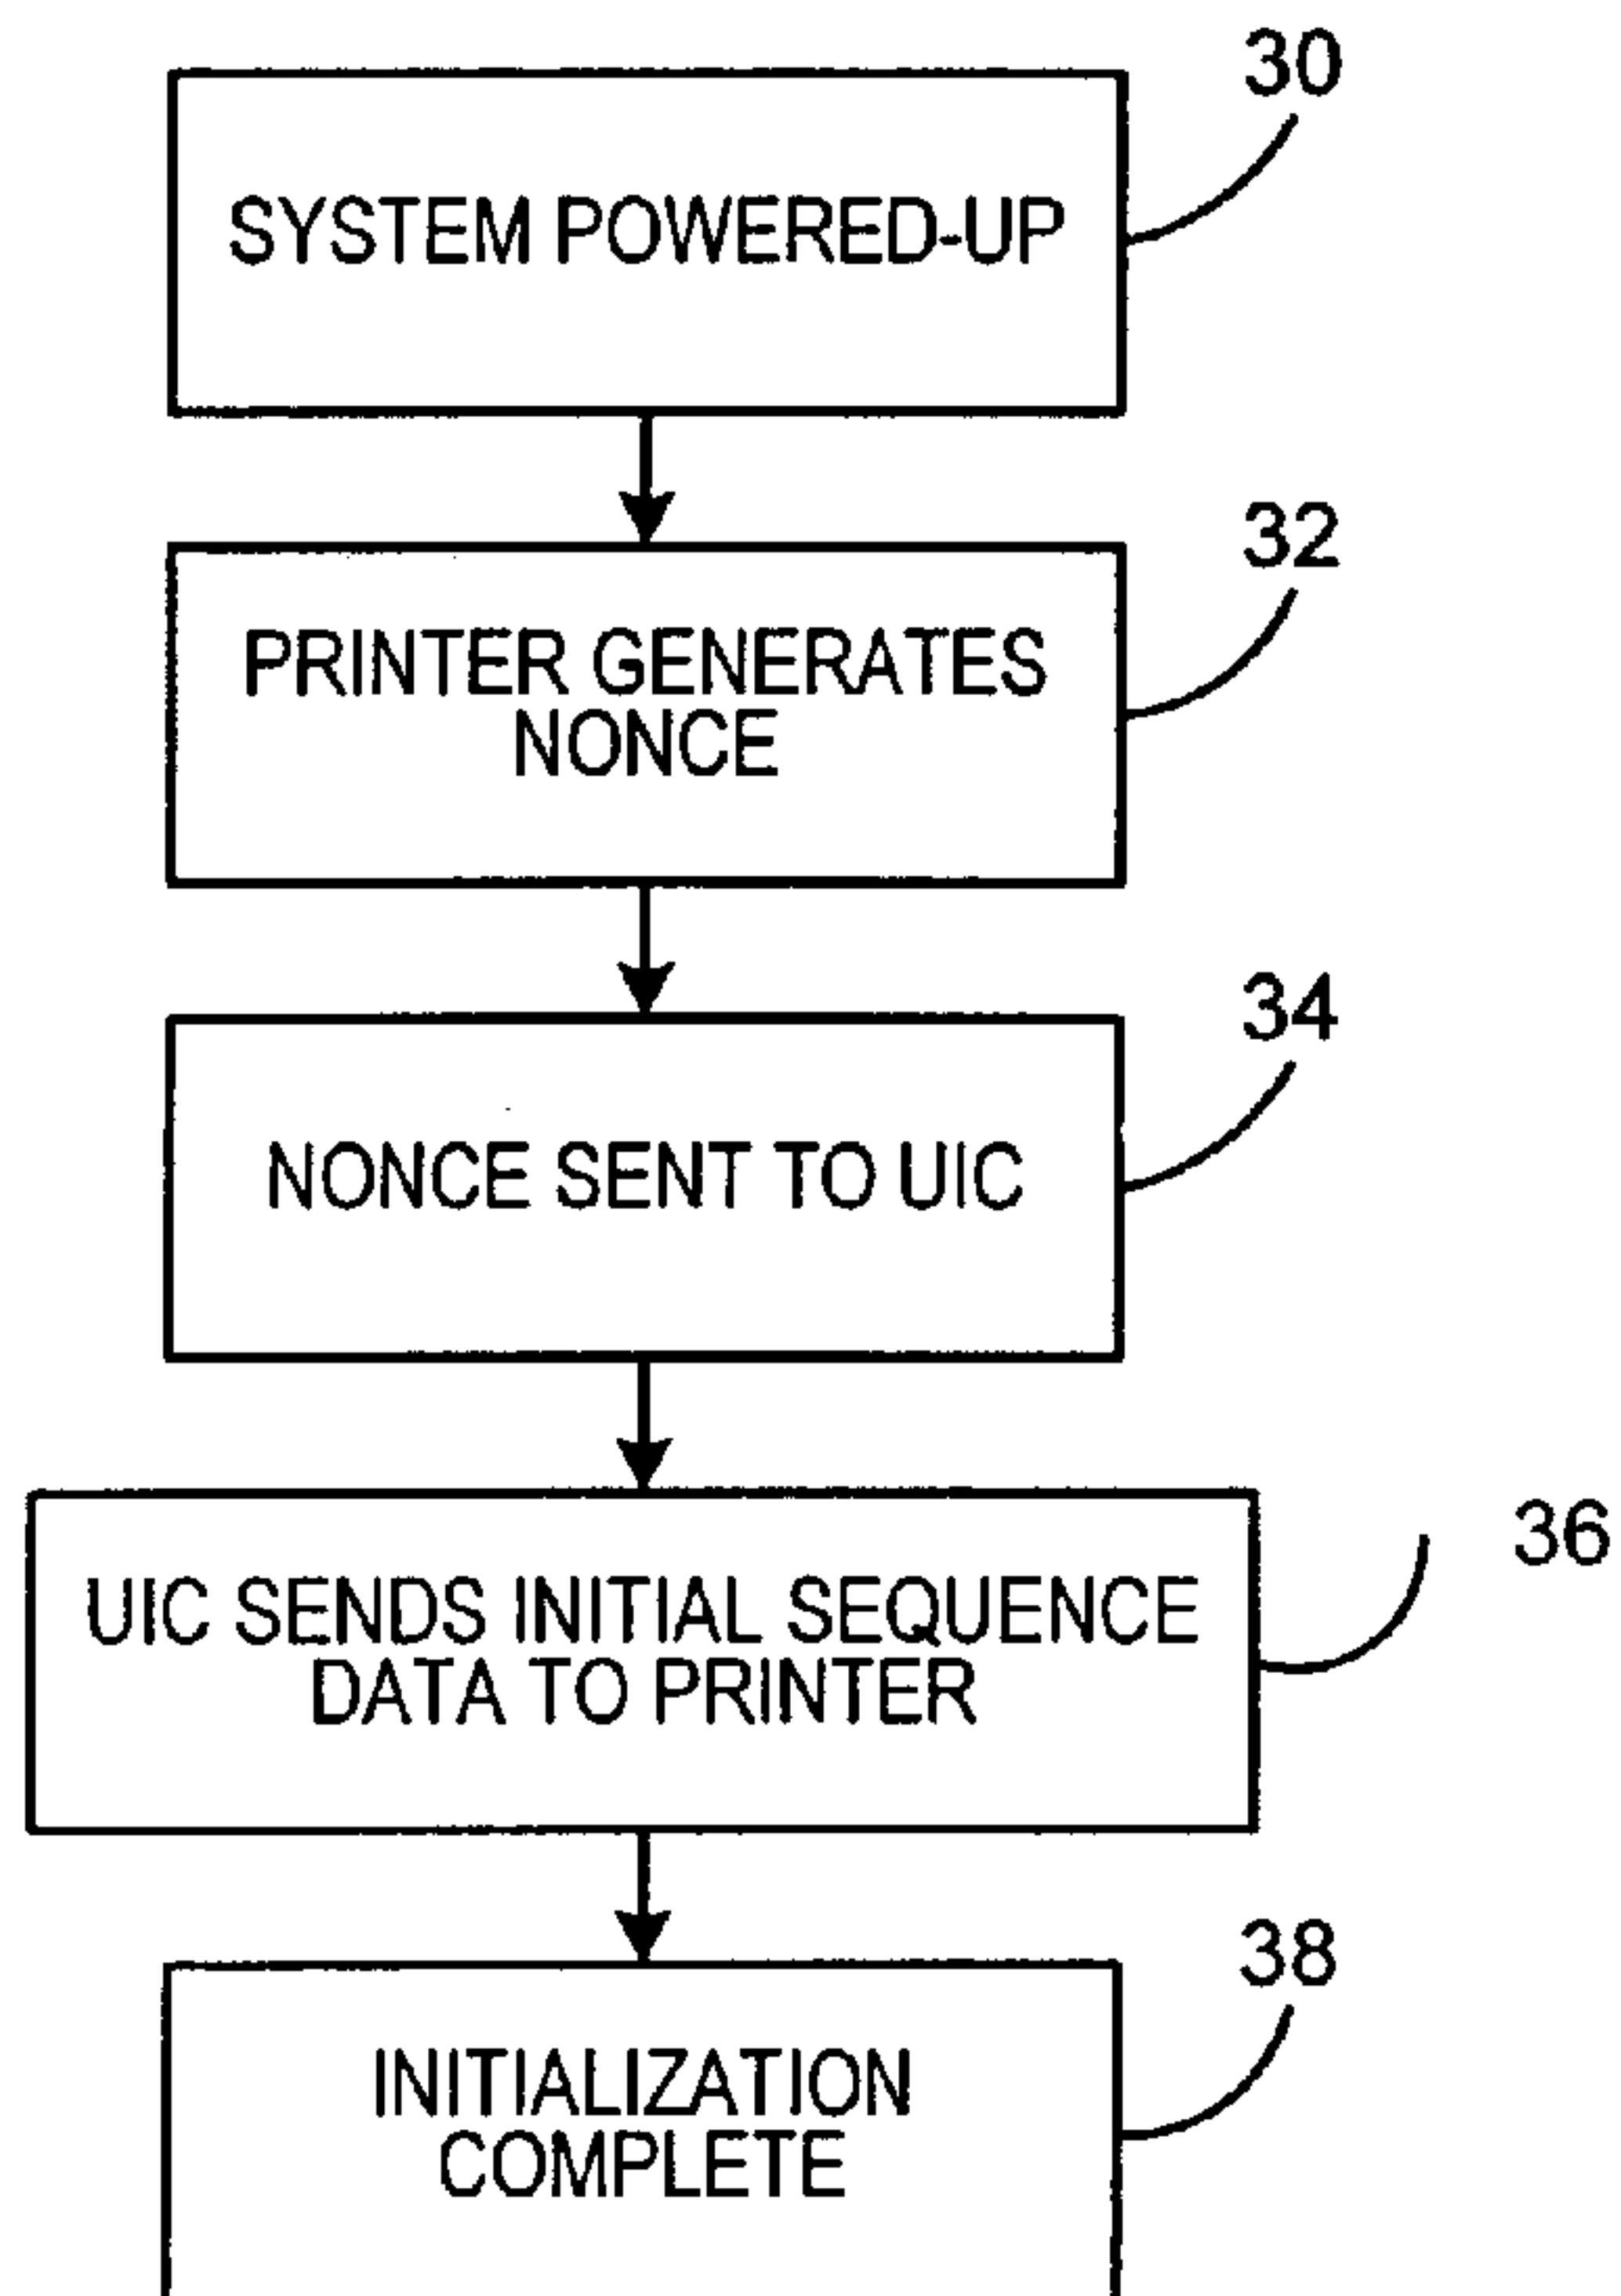 30
SYSTEM POWERED-UP
32
PRINTER GENERATES
NONCE
34
NONCE SENT TO UIC
36
UIC SENDS INITIAL SEQUENCE
DATA TO PRINTER
38
INITIALIZATION
COMPLETE